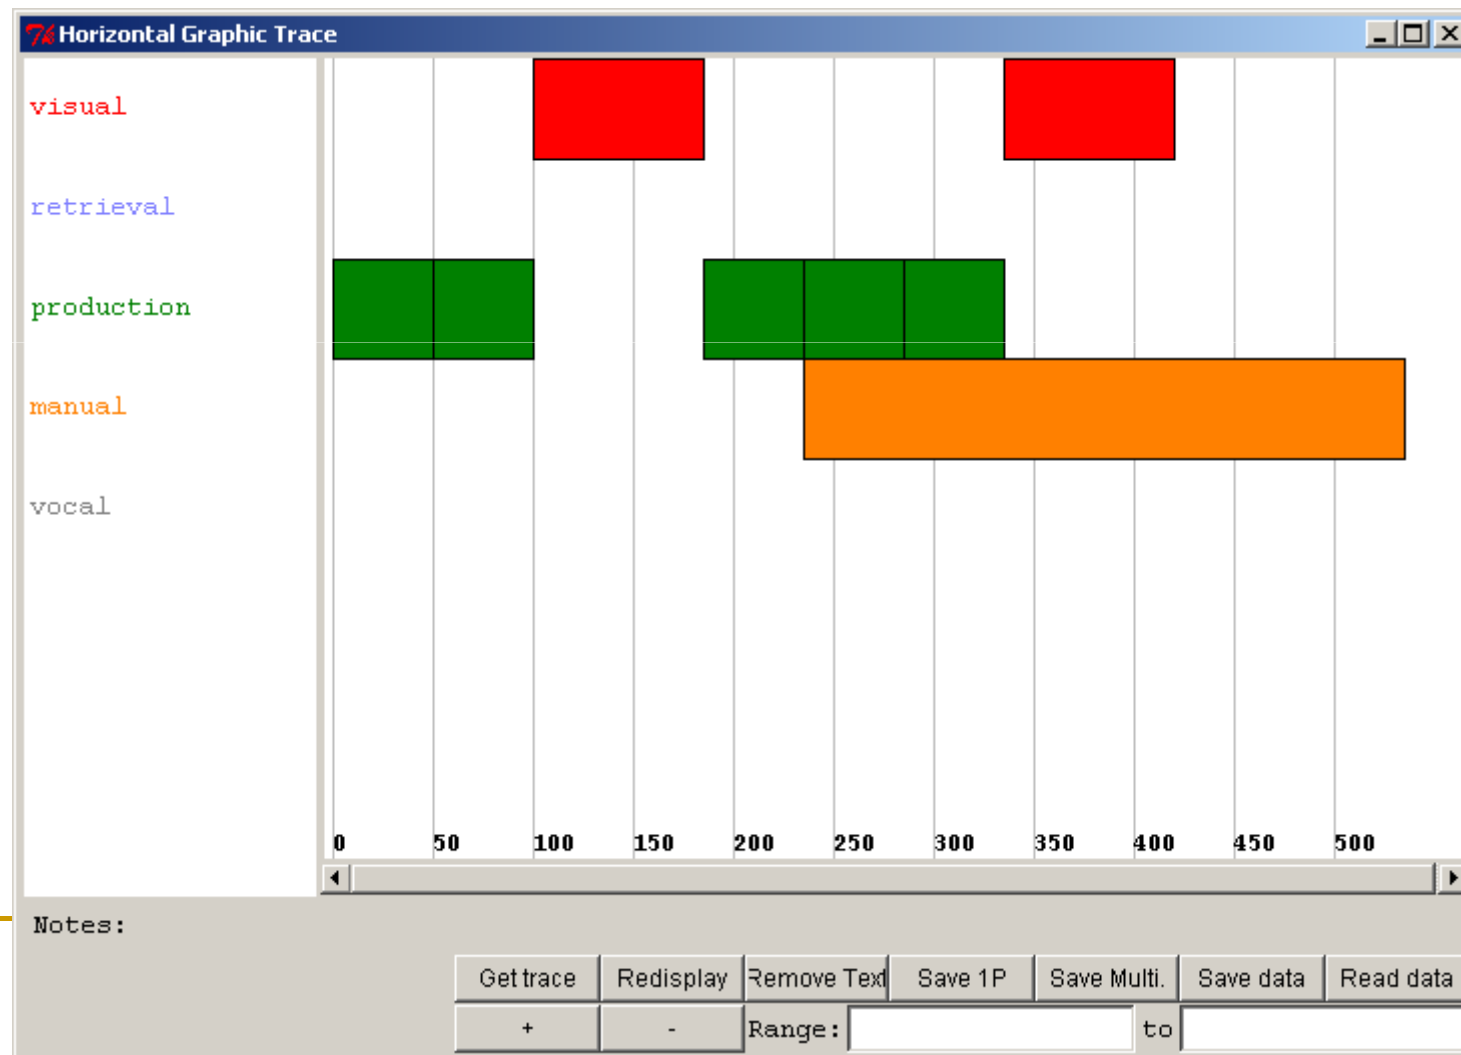 Horizontal Graphic Trace
visual
retrieval
production
manual
vocal
0 50 100 150 200 250 300 350 400 450 500
Notes:
Get trace Redisplay Remove Text Save 1P Save Multi. Save data Read data
+ - Range: to